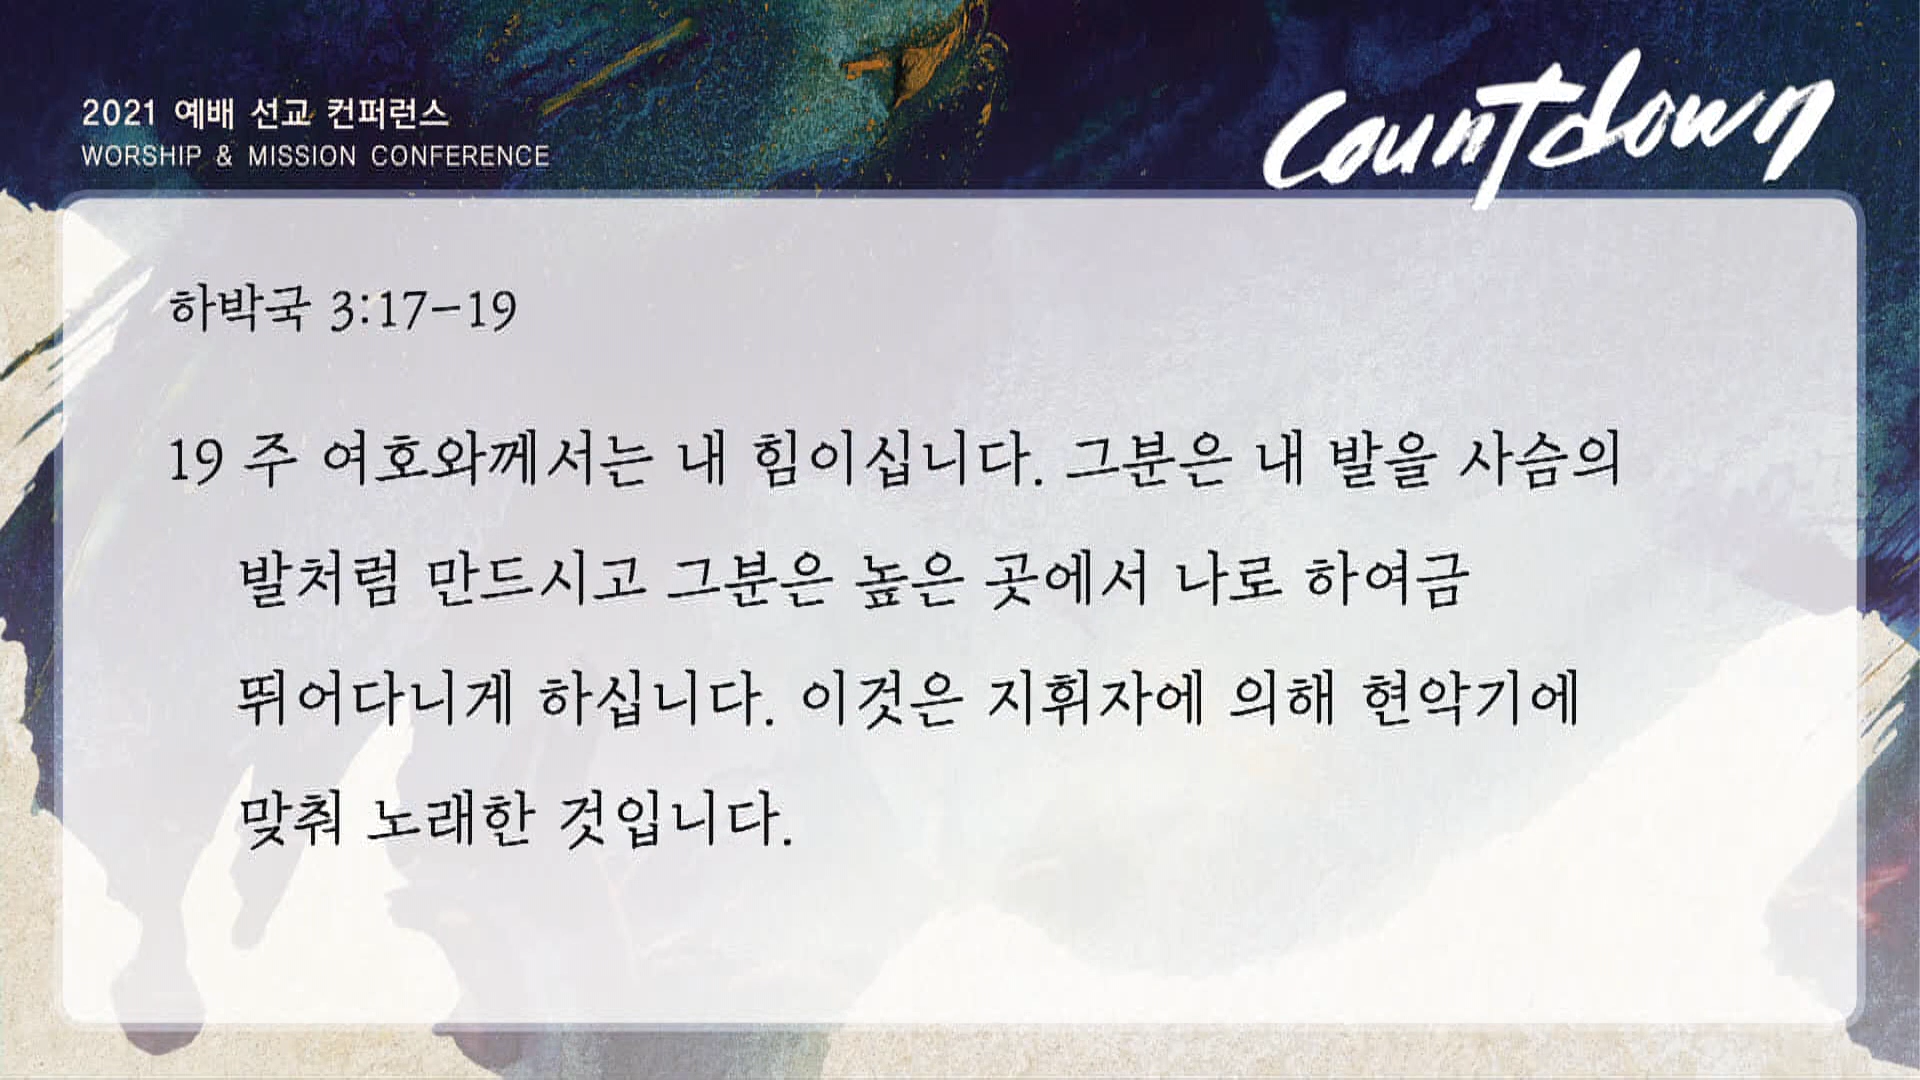 2021 예배 선교 컨퍼런스
WORSHIP & MISSION CONFERENCE
Countdown
하박국 3:17-19
19 주 여호와께서는 내 힘이십니다. 그분은 내 발을 사슴의
발처럼 만드시고 그분은 높은 곳에서 나로 하여금
뛰어다니게 하십니다. 이것은 지휘자에 의해 현악기에
맞춰 노래한 것입니다.